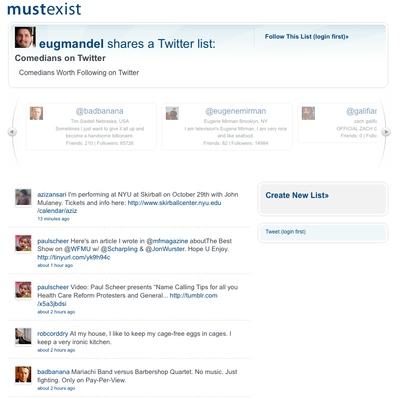 mustexist
eugmandel shares a Twitter list:
Follow This List (login first)»
Comedians on Twitter
Comedians Worth Following on Twitter
@badbanana
Tim Siedell Nebraska, USA
Sometimes I just want to give it all up and
become a handsome billionaire.
Friends: 210 | Followers:
@eugenemirman
Eugene Mirman Brooklyn, NY
I am television's Eugene Mirman. I am very nice
and like seafood.
Friends: 82 | Followers:
@galifiar
zach galifi
OFFICIAL ZACH G
Friends: 0 | Follo
azizansari I'm performing at NYU at Skirball on October 29th with John
Mulaney. Tickets and info here: http://www.skirballcenter.nyu.edu
/calendar/aziz
13 minutes ago
Create New List»
Tweet (login first)
paulscheer Here's an article I wrote in @mfmagazine aboutThe Best
Show on @WFMU w/ @Scharpling & @JonWurster. Hope U Enjoy.
http://tinyurl.com/yk9h94c
about 1 hour ago
paulscheer Video: Paul Scheer presents “Name Calling Tips for all you
Health Care Reform Protesters and General... http://tumblr.com
/x5a3jbdsi
about 2 hours ago
robcorddry At my house, I like to keep my cage-free eggs in cages. I
keep a very ironic kitchen.
about 2 hours ago
badbanana Mariachi Band versus Barbershop Quartet. No music. Just
fighting. Only on Pay-Per-View.
about 2 hours ago